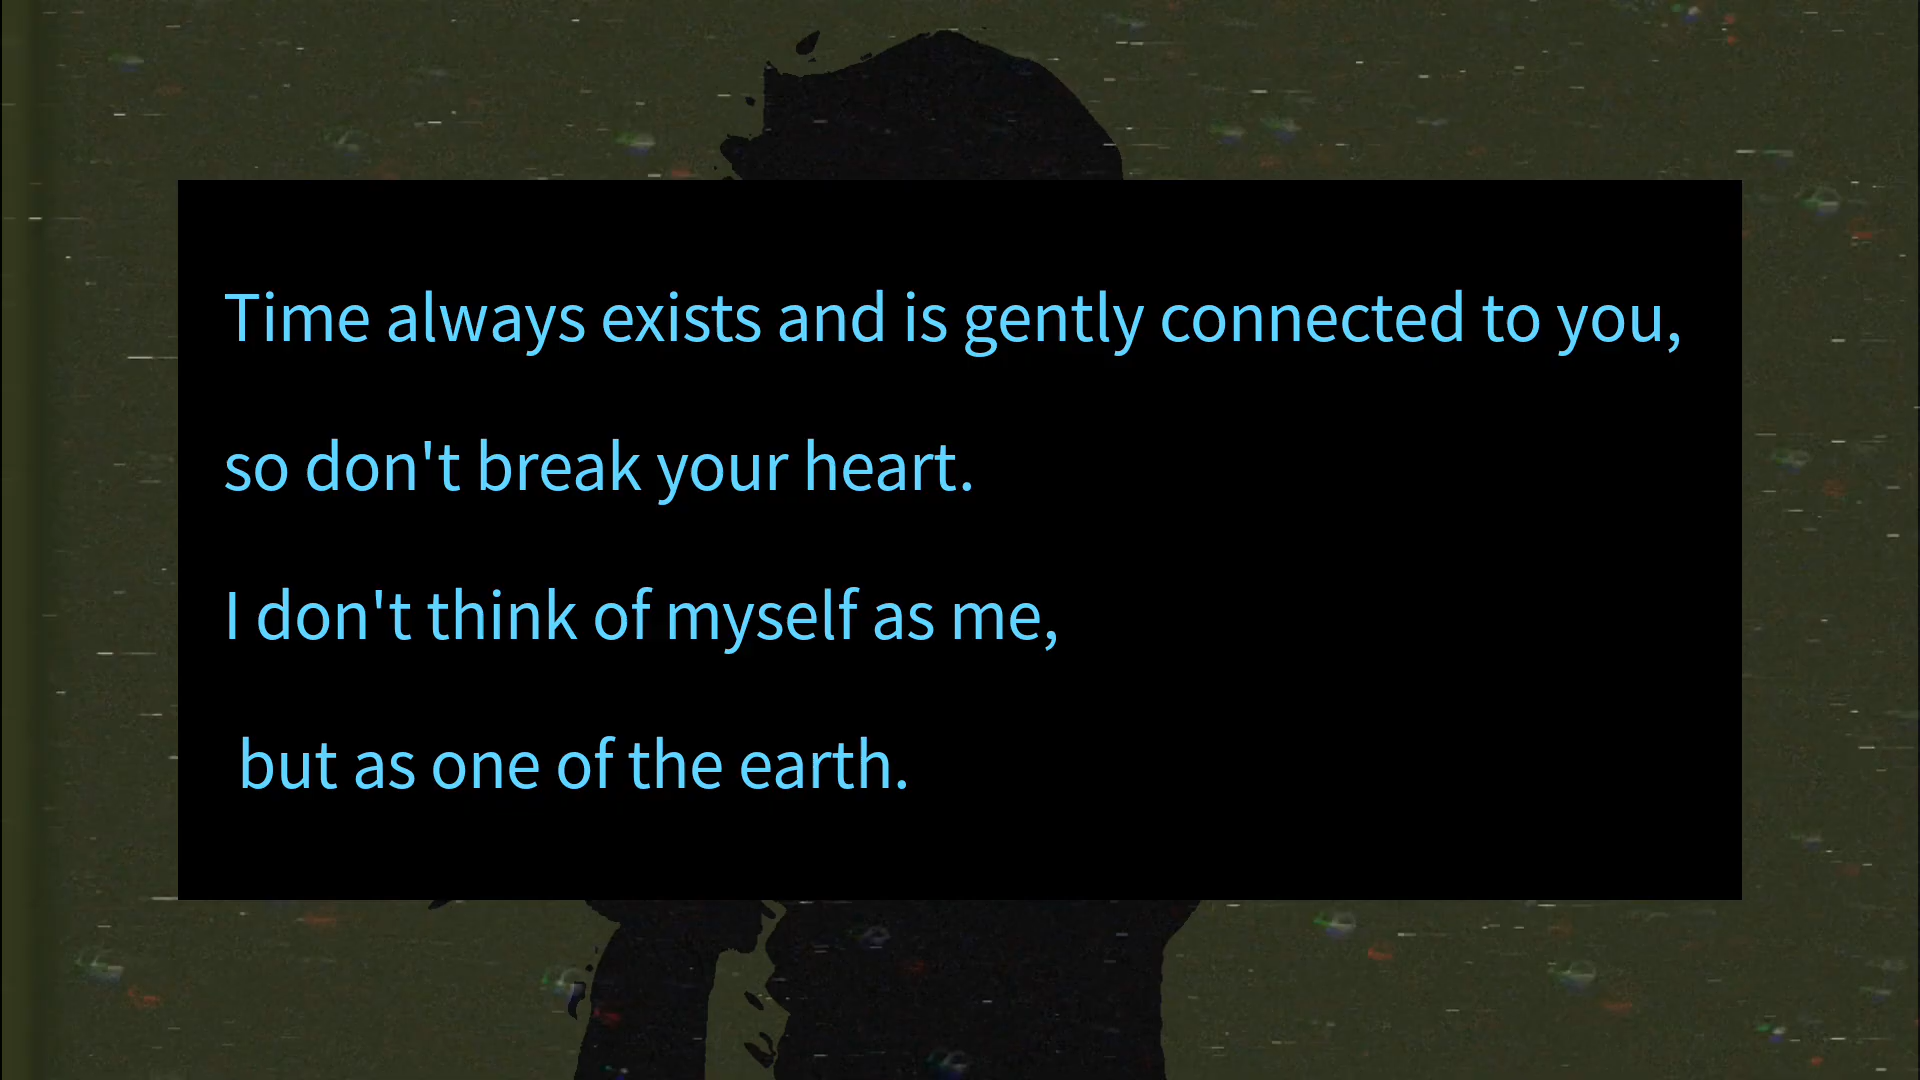 Time always exists and is gently connected to you,
so don't break your heart.
I don't think of myself as me,
but as one of the earth.